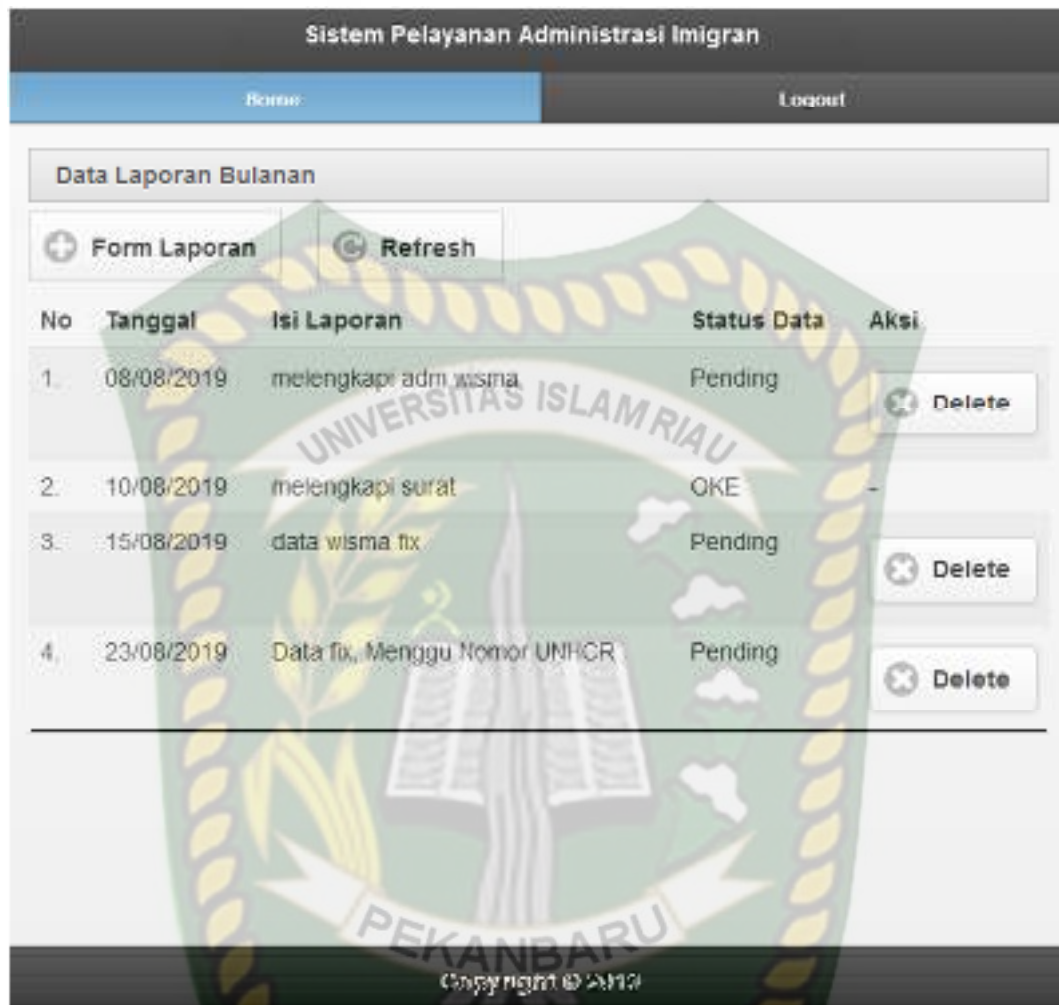 Sistem Pelayanan Administrasi Imigran
Home Logout
Data Laporan Bulanan
Form Laporan Refresh
No Tanggal Isi Laporan Status Data Aksi
1. 08/08/2019 melengkapi adm wisma Pending Delete
UNIVERSITAS ISLAM RIAU
2. 10/08/2019 melengkapi surat OKE -
3. 15/08/2019 data wisma fix Pending Delete
4. 23/08/2019 Data fix, Menggu Nomor UNHCR Pending Delete
PEKANBARU
Copyright ©